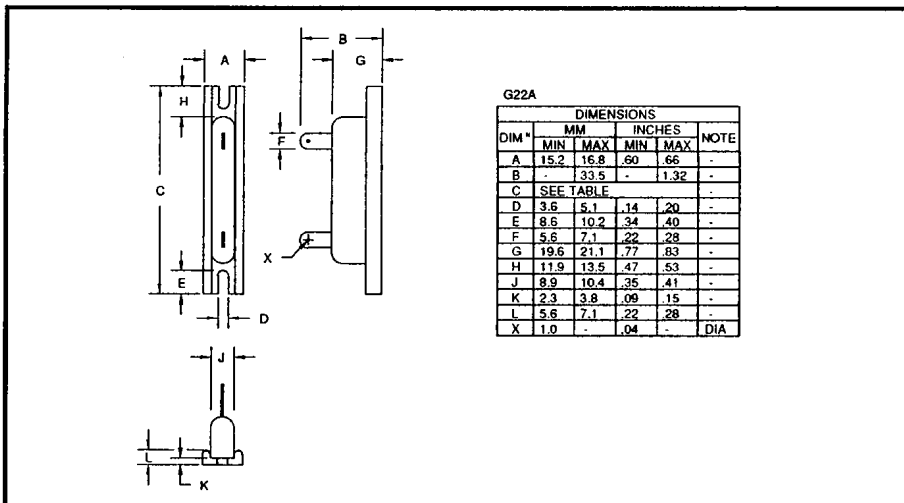 B
A
G
H
F
C
X
E
D
J
L
K
G22A
DIMENSIONS
DIM" MM INCHES NOTE
MIN MAX MIN MAX
A 15.2 16.8 .60 .66 -
B - 33.5 - 1.32 -
C SEE TABLE -
D 3.6 5.1 .14 .20 -
E 8.6 10.2 .34 .40 -
F 5.6 7.1 .22 .28 -
G 19.6 21.1 .77 .83 -
H 11.9 13.5 .47 .53 -
J 8.9 10.4 .35 .41 -
K 2.3 3.8 .09 .15 -
L 5.6 7.1 .22 .28 -
X 1.0 - .04 - DIA